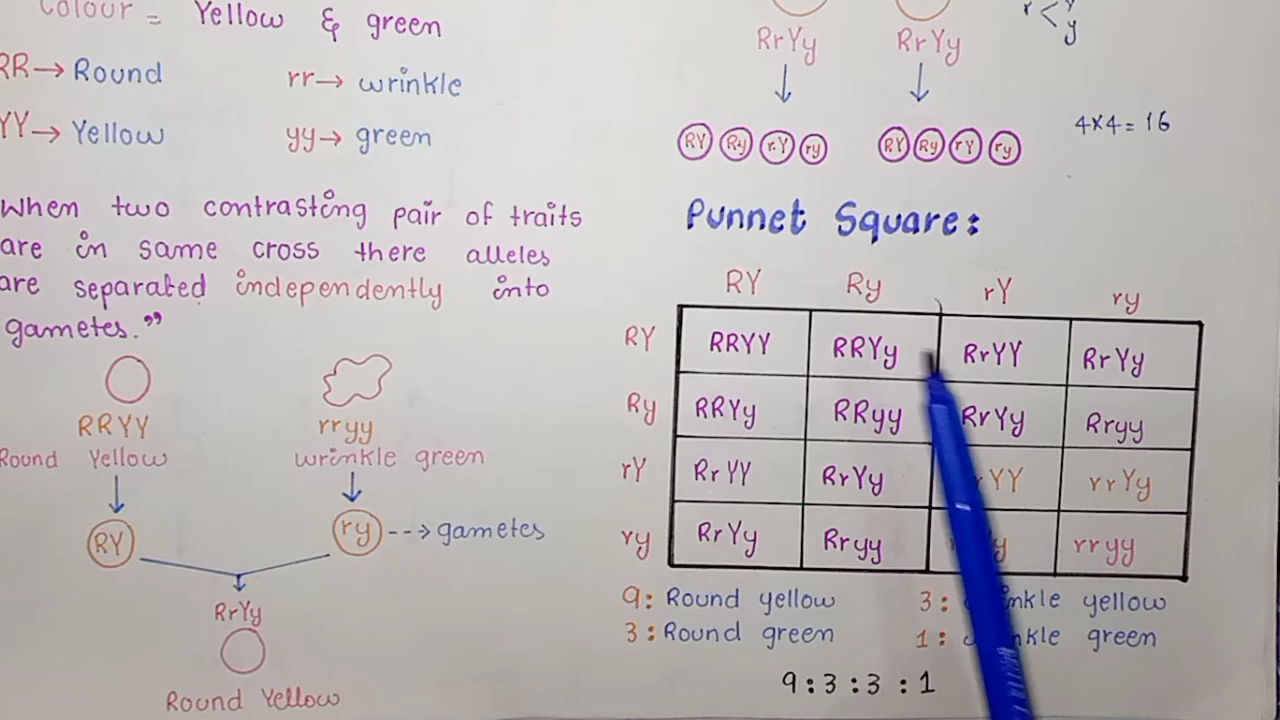 Colour = Yellow & green
RR→ Round
rr→ wrinkle
YY→ Yellow
yy→ green
When two contrasting pair of traits
are in same cross there alleles
are separated independently into
gametes."
RRYY
rryy
Round Yellow
wrinkle green
RY
ry --> gametes
RrYy
Round Yellow
r < y
RrYy RrYy
RY Ry rY ry RY Ry rY ry
4x4=16
Punnet Square:
RY Ry rY ry
RY RRYY RRYy RrYY RrYy
Ry RRYy RRyy RrYy Rryy
rY RrYY RrYy rrYy
ry RrYy Rryy rryy
9: Round yellow
3: yellow
3: Round green
1: green
9:3:3:1